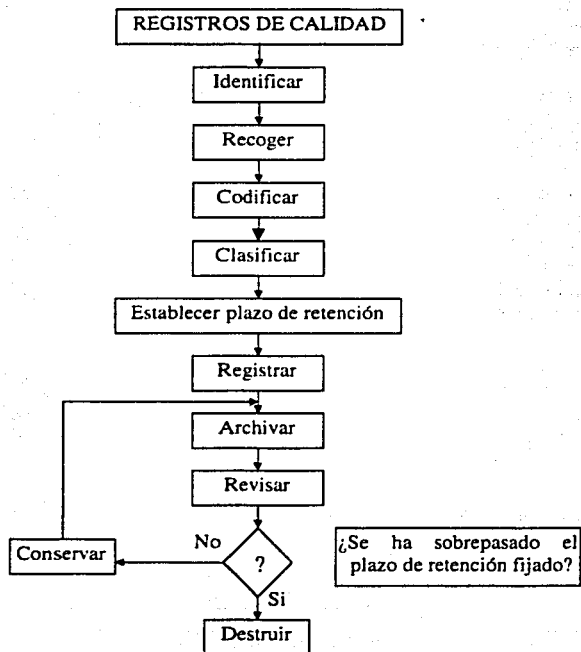 REGISTROS DE CALIDAD
Identificar
Recoger
Codificar
Clasificar
Establecer plazo de retención
Registrar
Archivar
Revisar
Conservar
No
?
¿Se ha sobrepasado el
plazo de retención fijado?
Si
Destruir